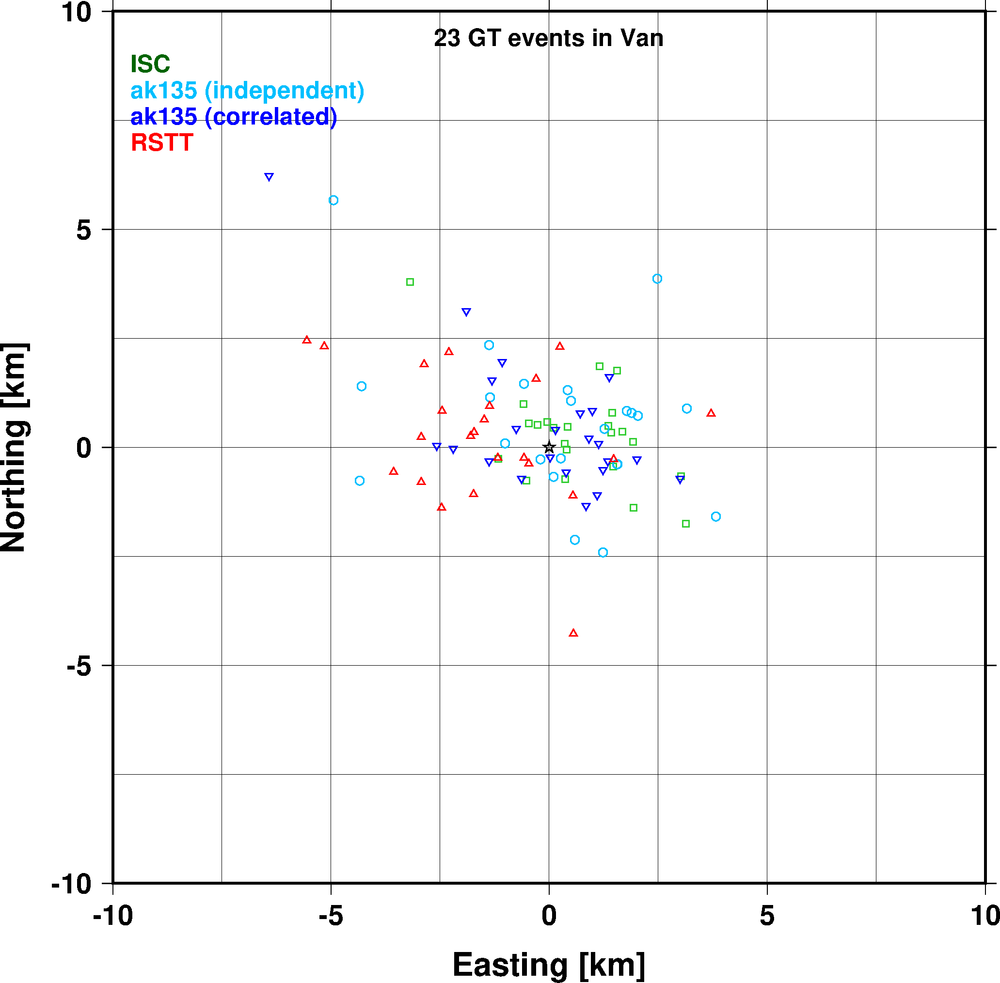 23 GT events in Van
ISC
ak135 (independent)
ak135 (correlated)
RSTT
10
5
0
-5
-10
Northing [km]
-10
-5
0
5
10
Easting [km]